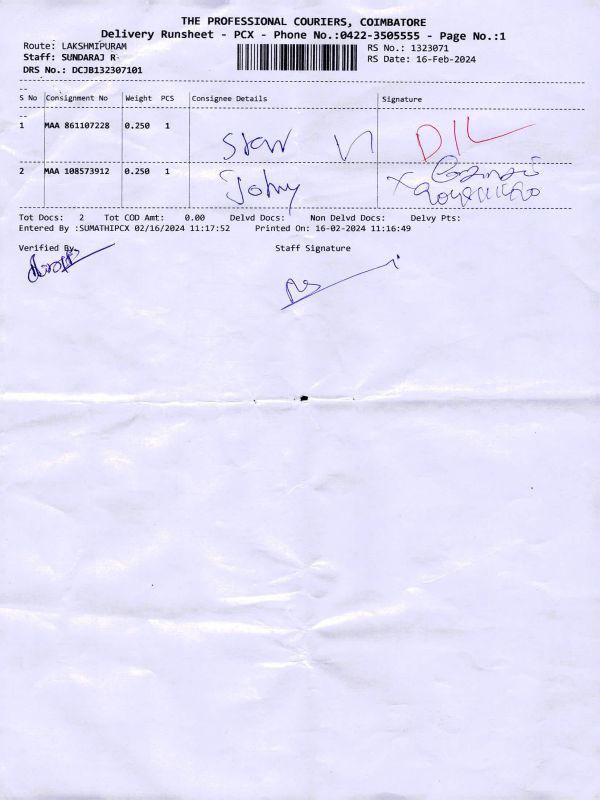 THE PROFESSIONAL COURIERS, COIMBATORE
Delivery Runsheet - PCX - Phone No.:0422-3505555 - Page No.:1
Route: LAKSHMIPURAM RS No.: 1323071
Staff: SUNDARAJ R RS Date: 16-Feb-2024
DRS No.: DCJB132307101
S No Consignment No Weight PCS Consignee Details Signature
1 MAA 861107228 0.250 1
2 MAA 108573912 0.250 1 Johy
Tot Docs: 2 Tot COD Amt: 0.00 Delvd Docs: Non Delvd Docs: Delvy Pts:
Entered By :SUMATHIPCX 02/16/2024 11:17:52 Printed On: 16-02-2024 11:16:49
Verified By Staff Signature